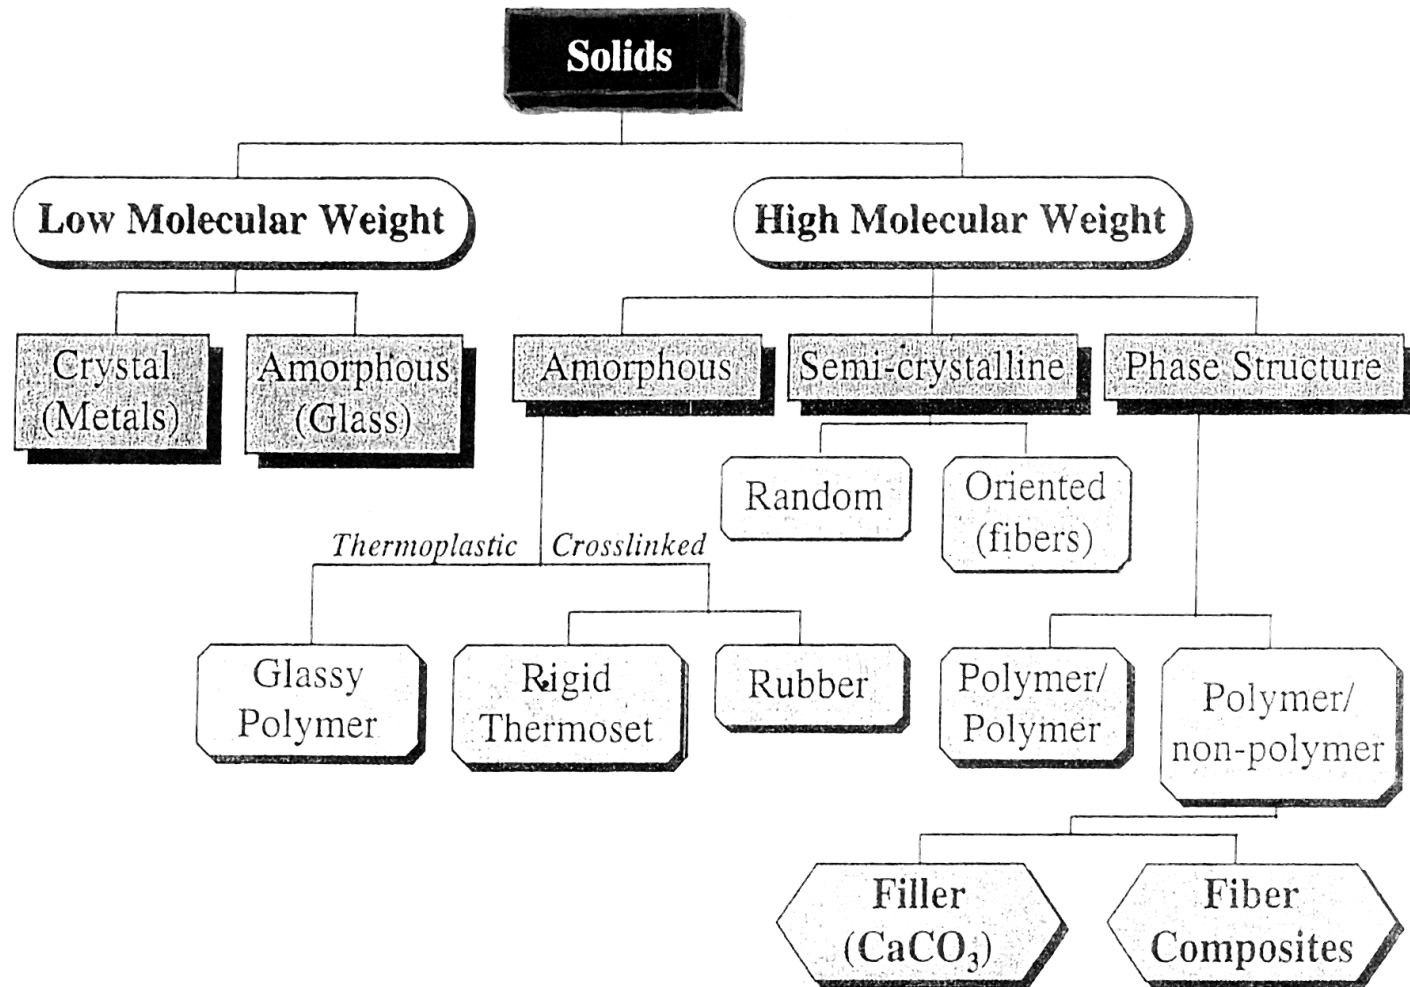 Solids
Low Molecular Weight
High Molecular Weight
Crystal
(Metals)
Amorphous
(Glass)
Amorphous
Semi-crystalline
Phase Structure
Random
Oriented
(fibers)
Thermoplastic
Crosslinked
Glassy
Polymer
Rigid
Thermoset
Rubber
Polymer/
Polymer
Polymer/
non-polymer
Filler
(CaCO₃)
Fiber
Composites